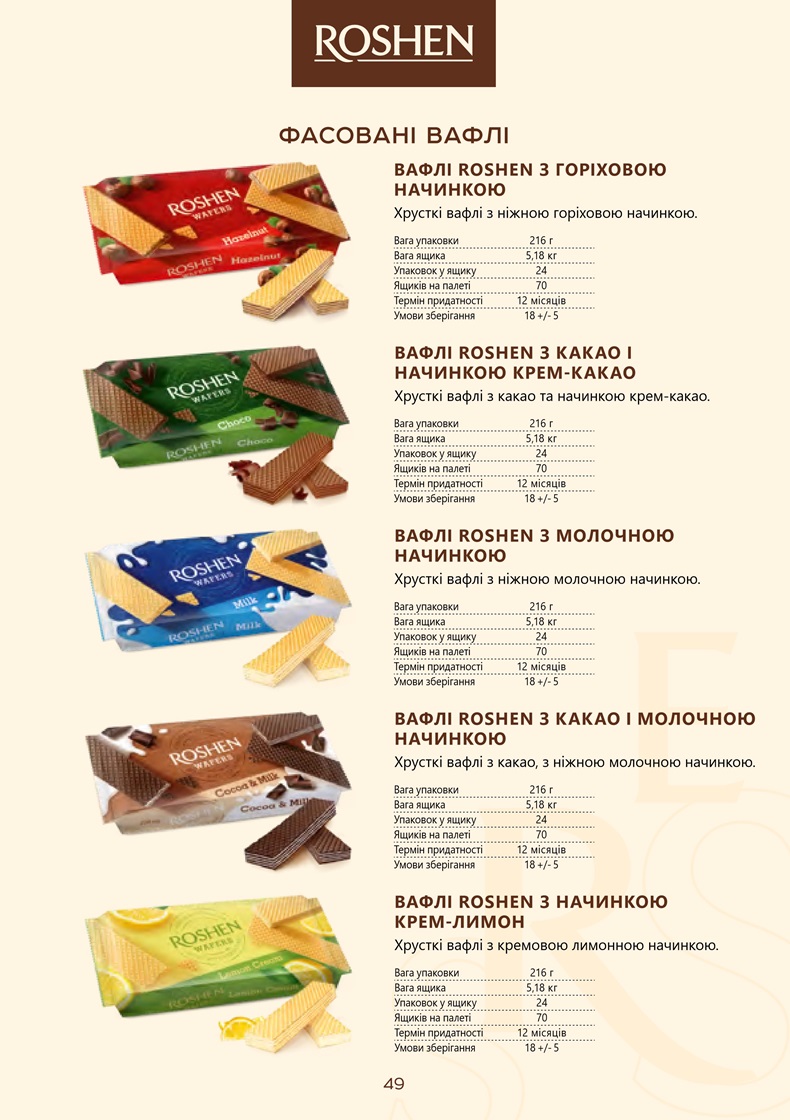 ROSHEN
ФАСОВАНІ ВАФЛІ
ROSHEN
WAFERS
Hazelnut
ROSHEN
WAFERS
Hazelnut
ВАФЛІ ROSHEN З ГОРІХОВОЮ
НАЧИНКОЮ
Хрусткі вафлі з ніжною горіховою начинкою.
Вага упаковки 216 г
Вага ящика 5,18 кг
Упаковок у ящику 24
Ящиків на палеті 70
Термін придатності 12 місяців
Умови зберігання 18 +/- 5
ROSHEN
WAFERS
Choco
ROSHEN
WAFERS
Choco
ВАФЛІ ROSHEN З КАКАО І
НАЧИНКОЮ КРЕМ-КАКАО
Хрусткі вафлі з какао та начинкою крем-какао.
Вага упаковки 216 г
Вага ящика 5,18 кг
Упаковок у ящику 24
Ящиків на палеті 70
Термін придатності 12 місяців
Умови зберігання 18 +/- 5
ROSHEN
WAFERS
Milk
ROSHEN
WAFERS
Milk
ВАФЛІ ROSHEN З МОЛОЧНОЮ
НАЧИНКОЮ
Хрусткі вафлі з ніжною молочною начинкою.
Вага упаковки 216 г
Вага ящика 5,18 кг
Упаковок у ящику 24
Ящиків на палеті 70
Термін придатності 12 місяців
Умови зберігання 18 +/- 5
ROSHEN
WAFERS
Cocoa & Milk
ROSHEN
Cocoa & Milk
ВАФЛІ ROSHEN З КАКАО І МОЛОЧНОЮ
НАЧИНКОЮ
Хрусткі вафлі з какао, з ніжною молочною начинкою.
Вага упаковки 216 г
Вага ящика 5,18 кг
Упаковок у ящику 24
Ящиків на палеті 70
Термін придатності 12 місяців
Умови зберігання 18 +/- 5
ROSHEN
WAFERS
Lemon Cream
ROSHEN
Lemon
ВАФЛІ ROSHEN З НАЧИНКОЮ
КРЕМ-ЛИМОН
Хрусткі вафлі з кремовою лимонною начинкою.
Вага упаковки 216 г
Вага ящика 5,18 кг
Упаковок у ящику 24
Ящиків на палеті 70
Термін придатності 12 місяців
Умови зберігання 18 +/- 5
49